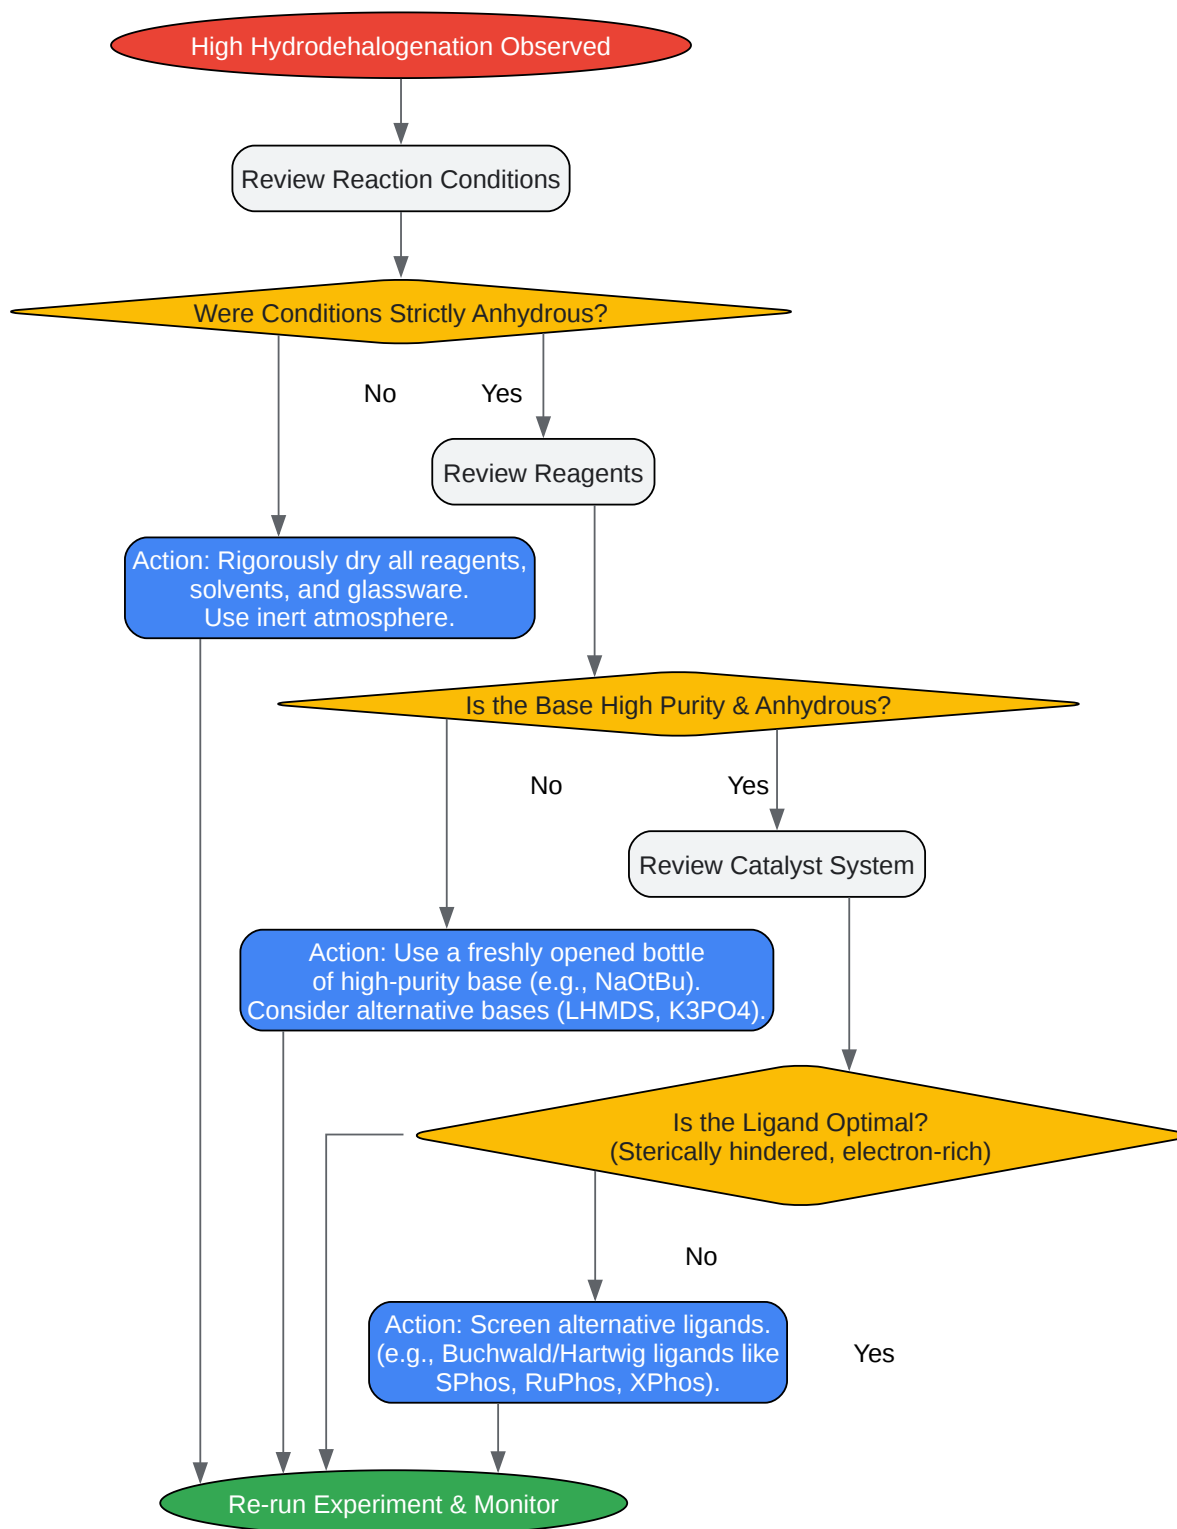 High Hydrodehalogenation Observed
Review Reaction Conditions
Were Conditions Strictly Anhydrous?
No
Yes
Review Reagents
Action: Rigorously dry all reagents,
solvents, and glassware.
Use inert atmosphere.
Is the Base High Purity & Anhydrous?
No
Yes
Review Catalyst System
Action: Use a freshly opened bottle
of high-purity base (e.g., NaOtBu).
Consider alternative bases (LHMDS, K3PO4).
Is the Ligand Optimal?
(Sterically hindered, electron-rich)
No
Action: Screen alternative ligands.
(e.g., Buchwald/Hartwig ligands like
SPhos, RuPhos, XPhos).
Yes
Re-run Experiment & Monitor